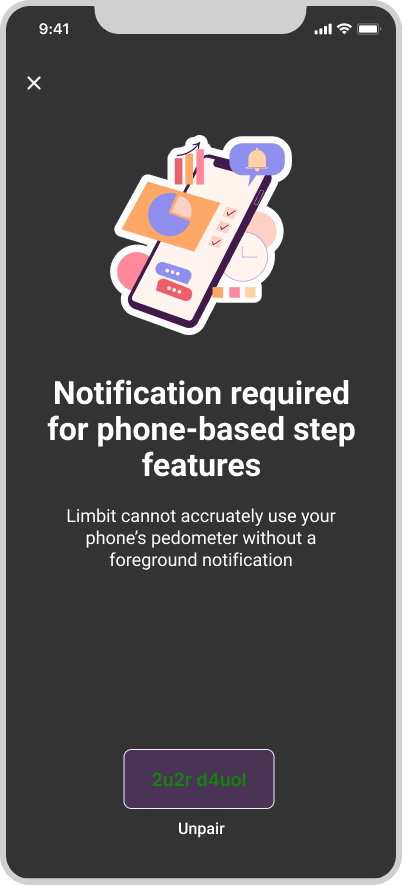 9:41
Notification required
for phone-based step
features
Limbit cannot accruately use your
phone’s pedometer without a
foreground notification
2u2r d4uol
Unpair